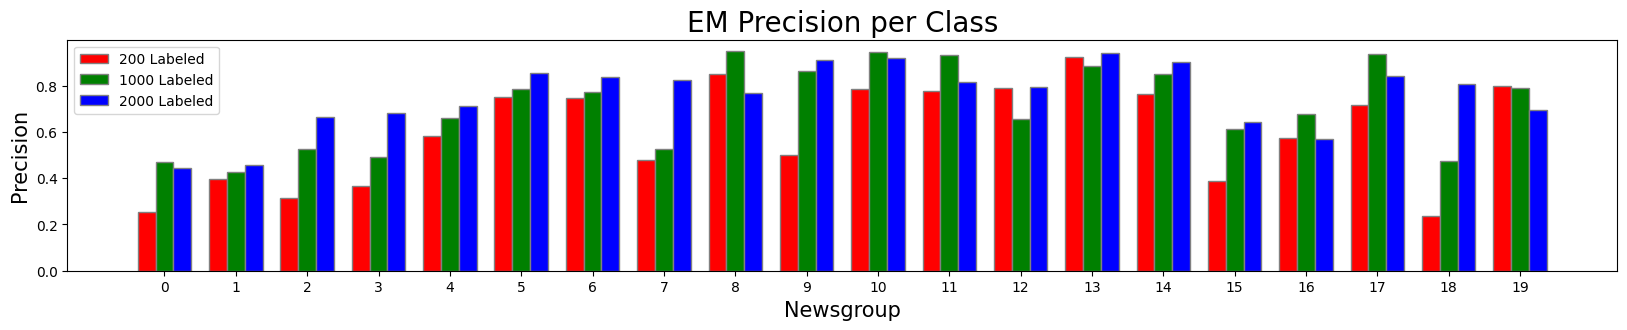 EM Precision per Class
200 Labeled
1000 Labeled
2000 Labeled
Precision
0.8
0.6
0.4
0.2
0.0
0 1 2 3 4 5 6 7 8 9 10 11 12 13 14 15 16 17 18 19
Newsgroup